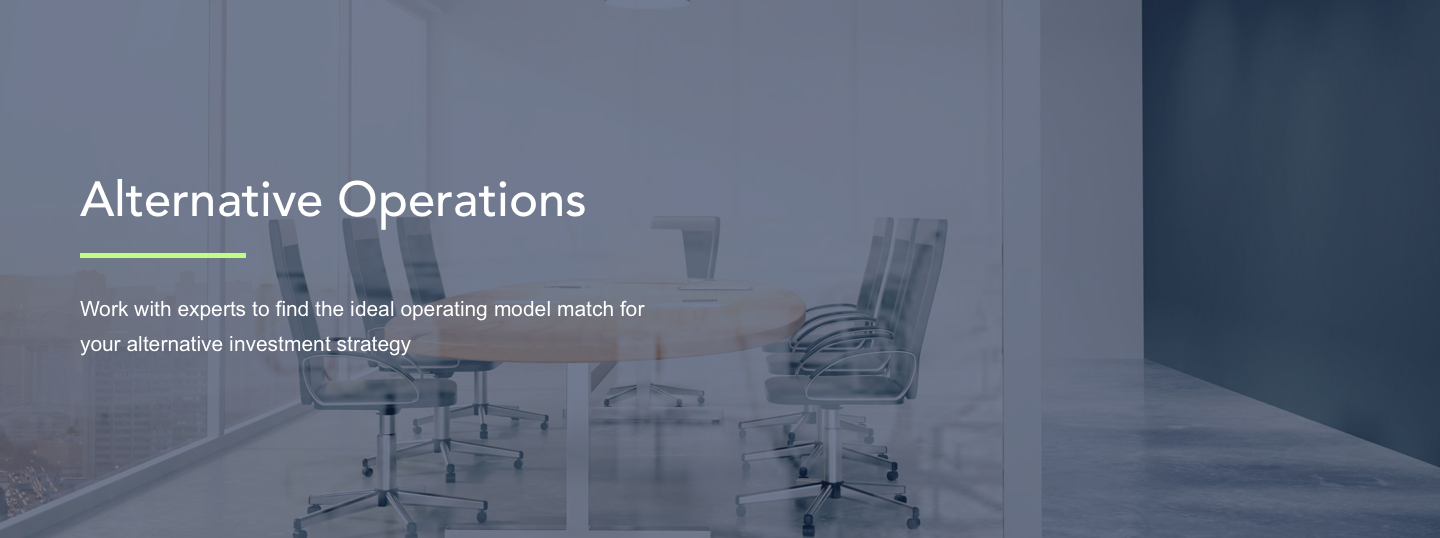 Alternative Operations
Work with experts to find the ideal operating model match for
your alternative investment strategy